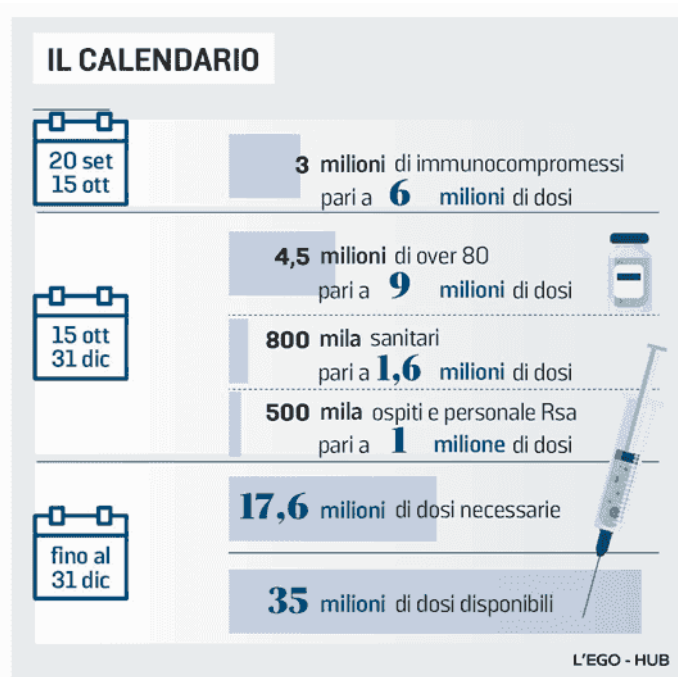 IL CALENDARIO
20 set
15 ott
3 milioni di immunocompromessi
pari a 6 milioni di dosi
15 ott
31 dic
4,5 milioni di over 80
pari a 9 milioni di dosi
800 mila sanitari
pari a 1,6 milioni di dosi
500 mila ospiti e personale Rsa
pari a 1 milione di dosi
fino al
31 dic
17,6 milioni di dosi necessarie
35 milioni di dosi disponibili
L'EGO - HUB